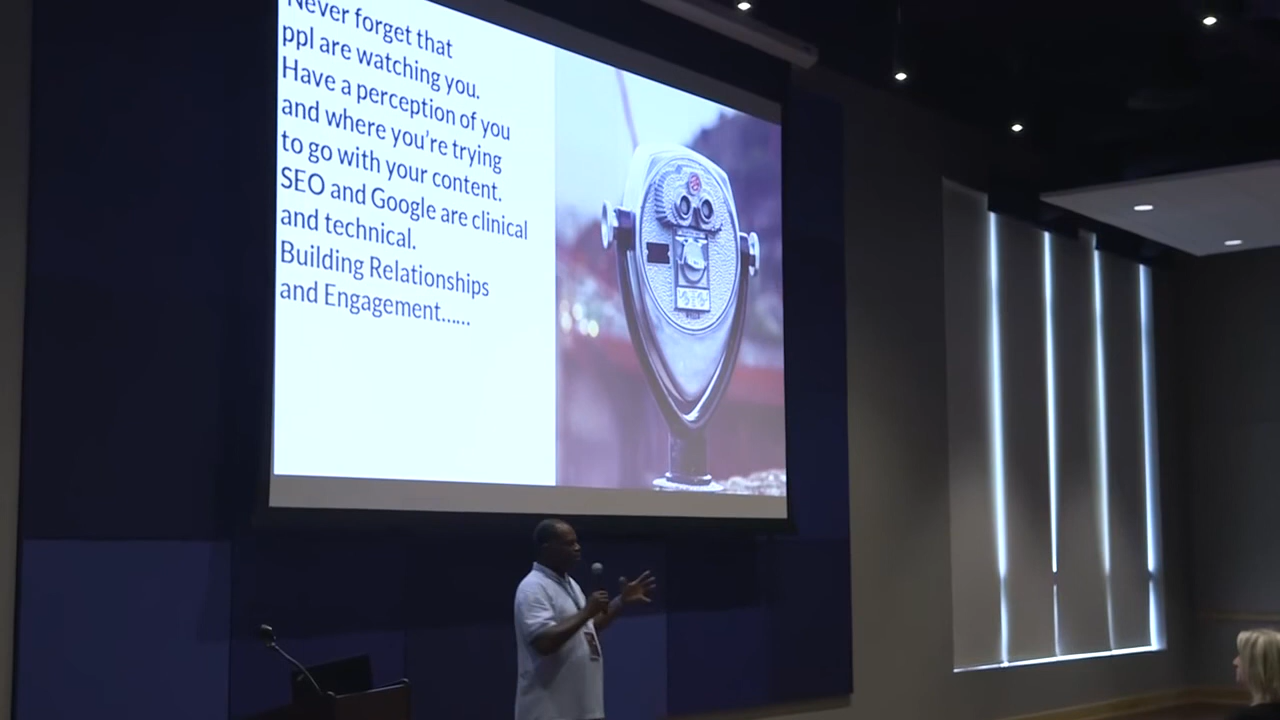 Never forget that
ppl are watching you.
Have a perception of you
and where you're trying
to go with your content.
SEO and Google are clinical
and technical.
Building Relationships
and Engagement......